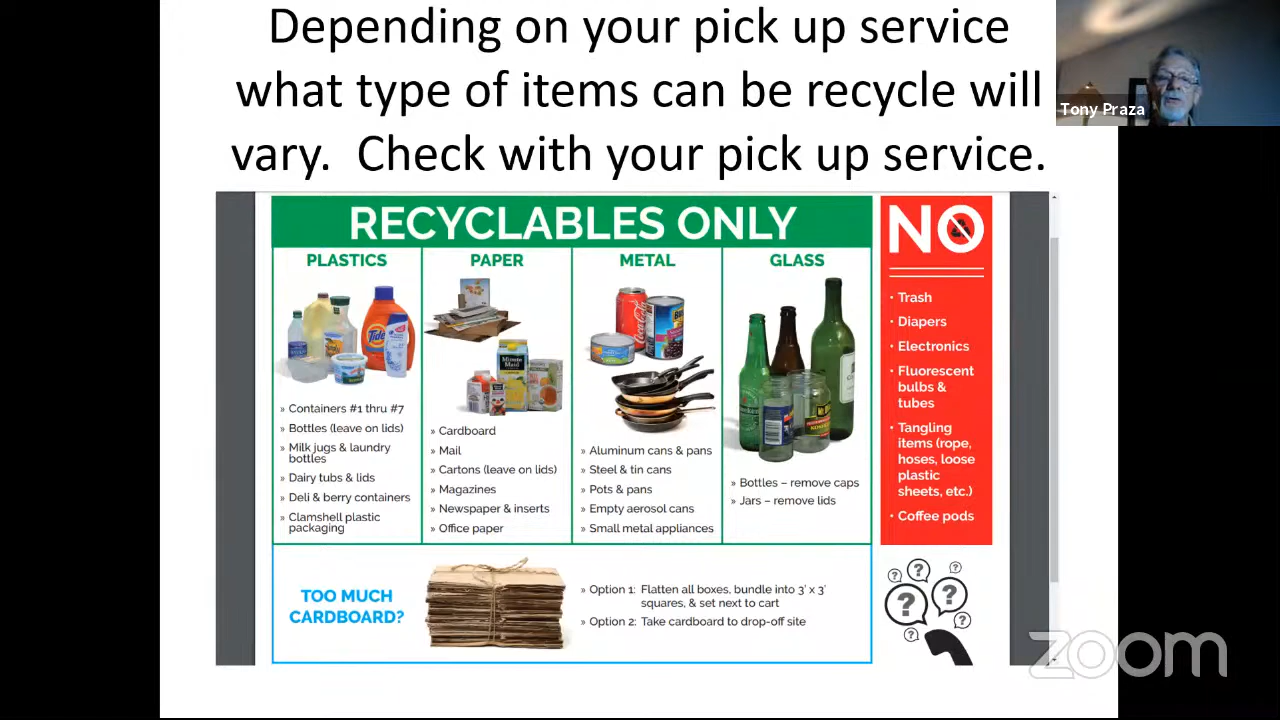 Depending on your pick up service
what type of items can be recycle will
vary. Check with your pick up service.
Tony Praza
RECYCLABLES ONLY
NO
PLASTICS
PAPER
METAL
GLASS
Tide
Minute
Maid
Coca-Cola
» Containers #1 thru #7
» Bottles (leave on lids)
» Milk jugs & laundry
bottles
» Dairy tubs & lids
» Deli & berry containers
» Clamshell plastic
packaging
» Cardboard
» Mail
» Cartons (leave on lids)
» Magazines
» Newspaper & inserts
» Office paper
» Aluminum cans & pans
» Steel & tin cans
» Pots & pans
» Empty aerosol cans
» Small metal appliances
» Bottles – remove caps
» Jars – remove lids
• Trash
• Diapers
• Electronics
• Fluorescent
bulbs &
tubes
• Tangling
items (rope,
hoses, loose
plastic
sheets, etc.)
• Coffee pods
TOO MUCH
CARDBOARD?
» Option 1: Flatten all boxes, bundle into 3' x 3'
squares, & set next to cart
» Option 2: Take cardboard to drop-off site
? ? ?
? ?
? ?
zoom